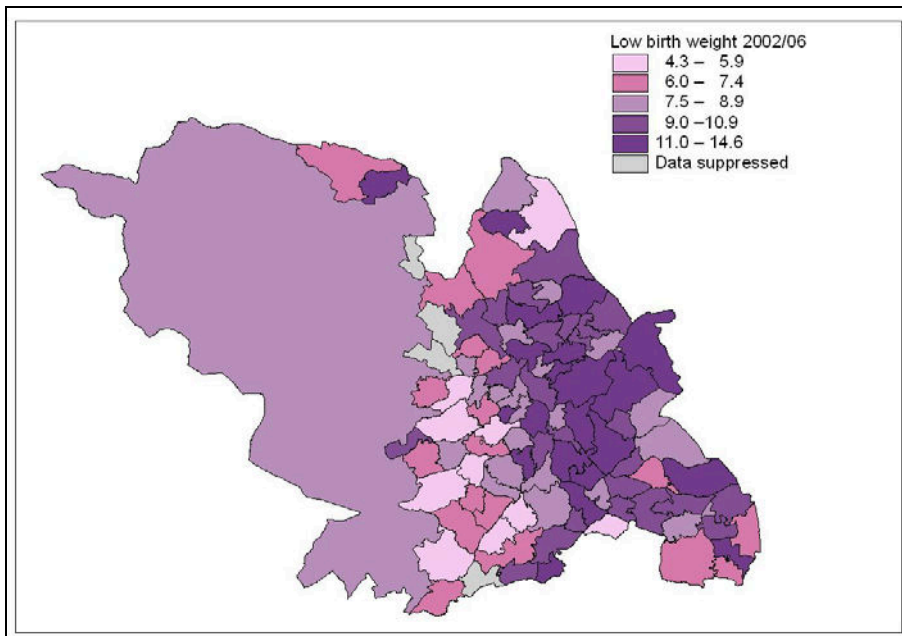 Low birth weight 2002/06
4.3 – 5.9
6.0 – 7.4
7.5 – 8.9
9.0 –10.9
11.0 – 14.6
Data suppressed